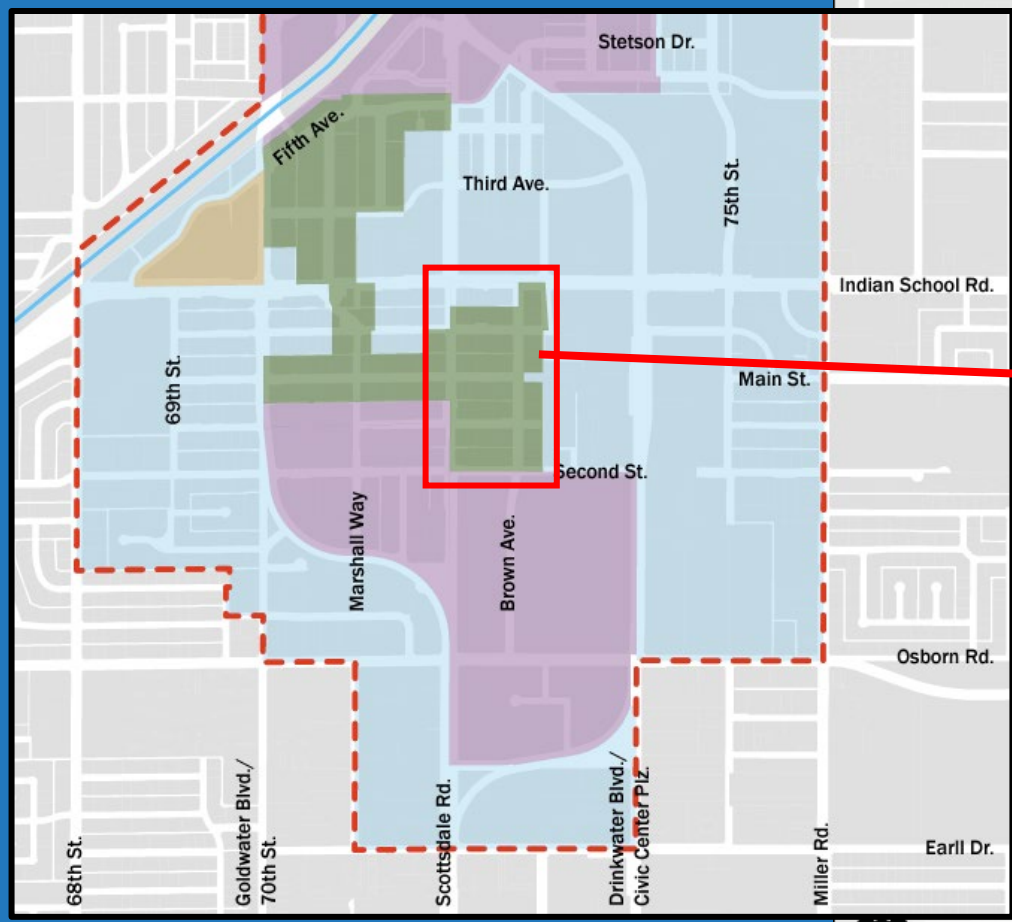 Stetson Dr.
Fifth Ave.
Third Ave.
75th St.
Indian School Rd.
69th St.
Main St.
Second St.
Marshall Way
Brown Ave.
Osborn Rd.
68th St.
Goldwater Blvd./
70th St.
Scottsdale Rd.
Drinkwater Blvd./
Civic Center Plz.
Miller Rd.
Earll Dr.